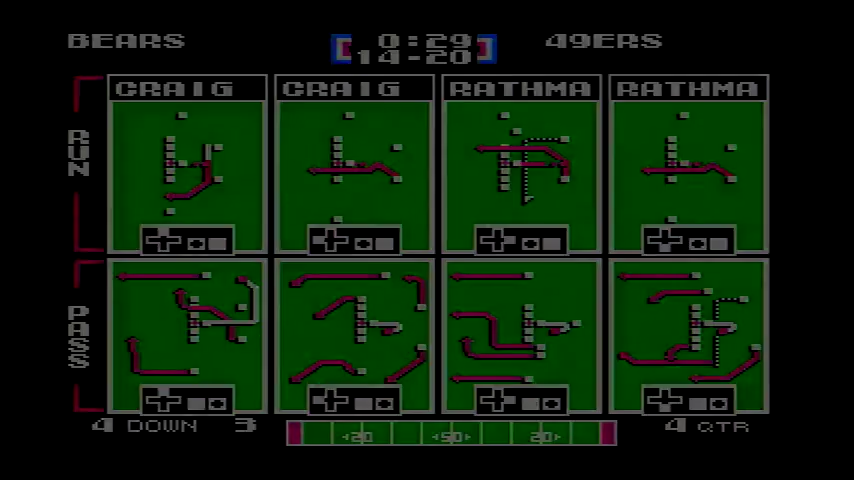 BEARS 0:29 49ERS
14-20
CRAIG CRAIG RATHMA RATHMA
RUN
PASS
4 DOWN 3 <20 <50> 20> 4 QTR